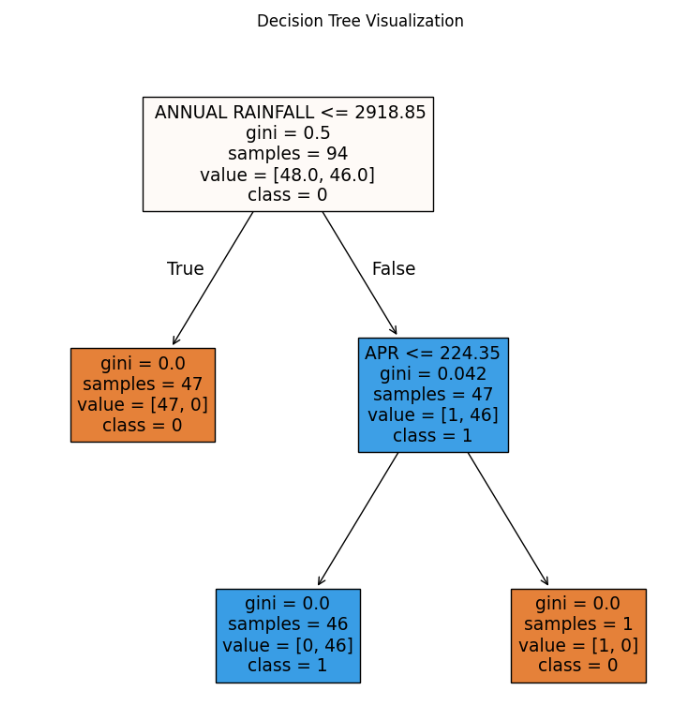 Decision Tree Visualization
ANNUAL RAINFALL <= 2918.85
gini = 0.5
samples = 94
value = [48.0, 46.0]
class = 0
True
False
gini = 0.0
samples = 47
value = [47, 0]
class = 0
APR <= 224.35
gini = 0.042
samples = 47
value = [1, 46]
class = 1
gini = 0.0
samples = 46
value = [0, 46]
class = 1
gini = 0.0
samples = 1
value = [1, 0]
class = 0